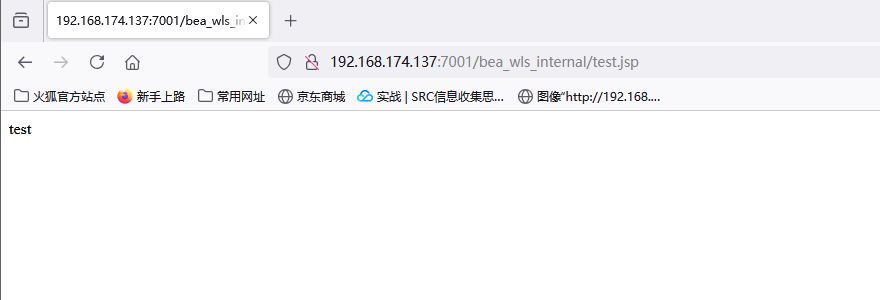 192.168.174.137:7001/bea_wls_in
192.168.174.137:7001/bea_wls_internal/test.jsp
火狐官方站点 新手上路 常用网址 京东商城 实战 | SRC信息收集思... 图像“http://192.168....
test